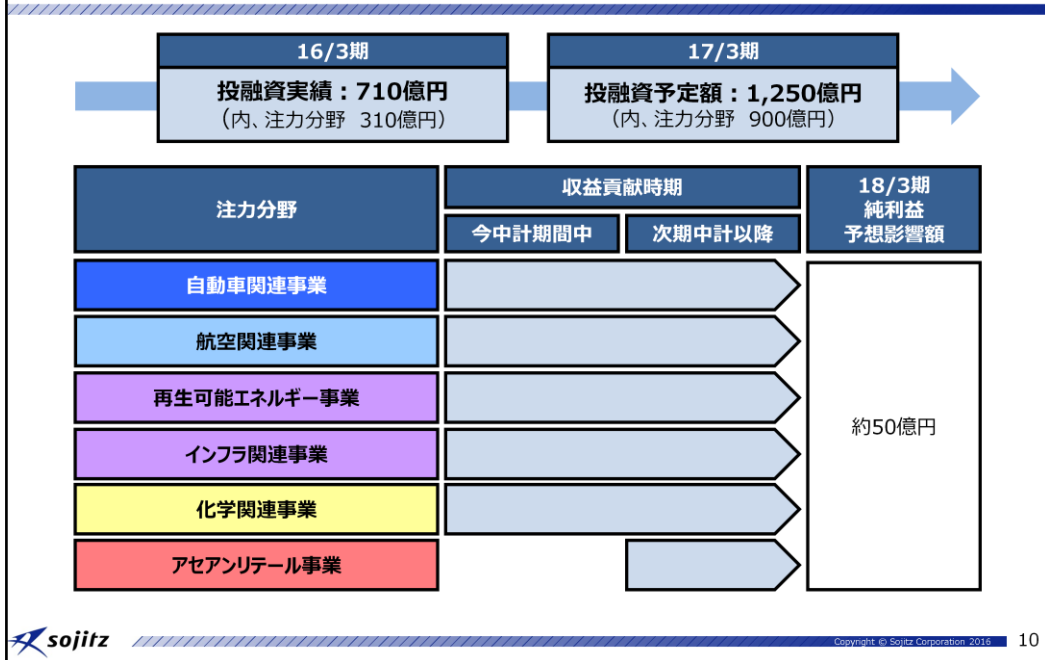 16/3期
投融資実績：710億円
（内、注力分野 310億円）
17/3期
投融資予定額：1,250億円
（内、注力分野 900億円）
注力分野
収益貢献時期
今中計期間中
次期中計以降
18/3期
純利益
予想影響額
自動車関連事業
航空関連事業
再生可能エネルギー事業
インフラ関連事業
化学関連事業
アセアンリテール事業
約50億円
sojitz
Copyright © Sojitz Corporation 2016
10